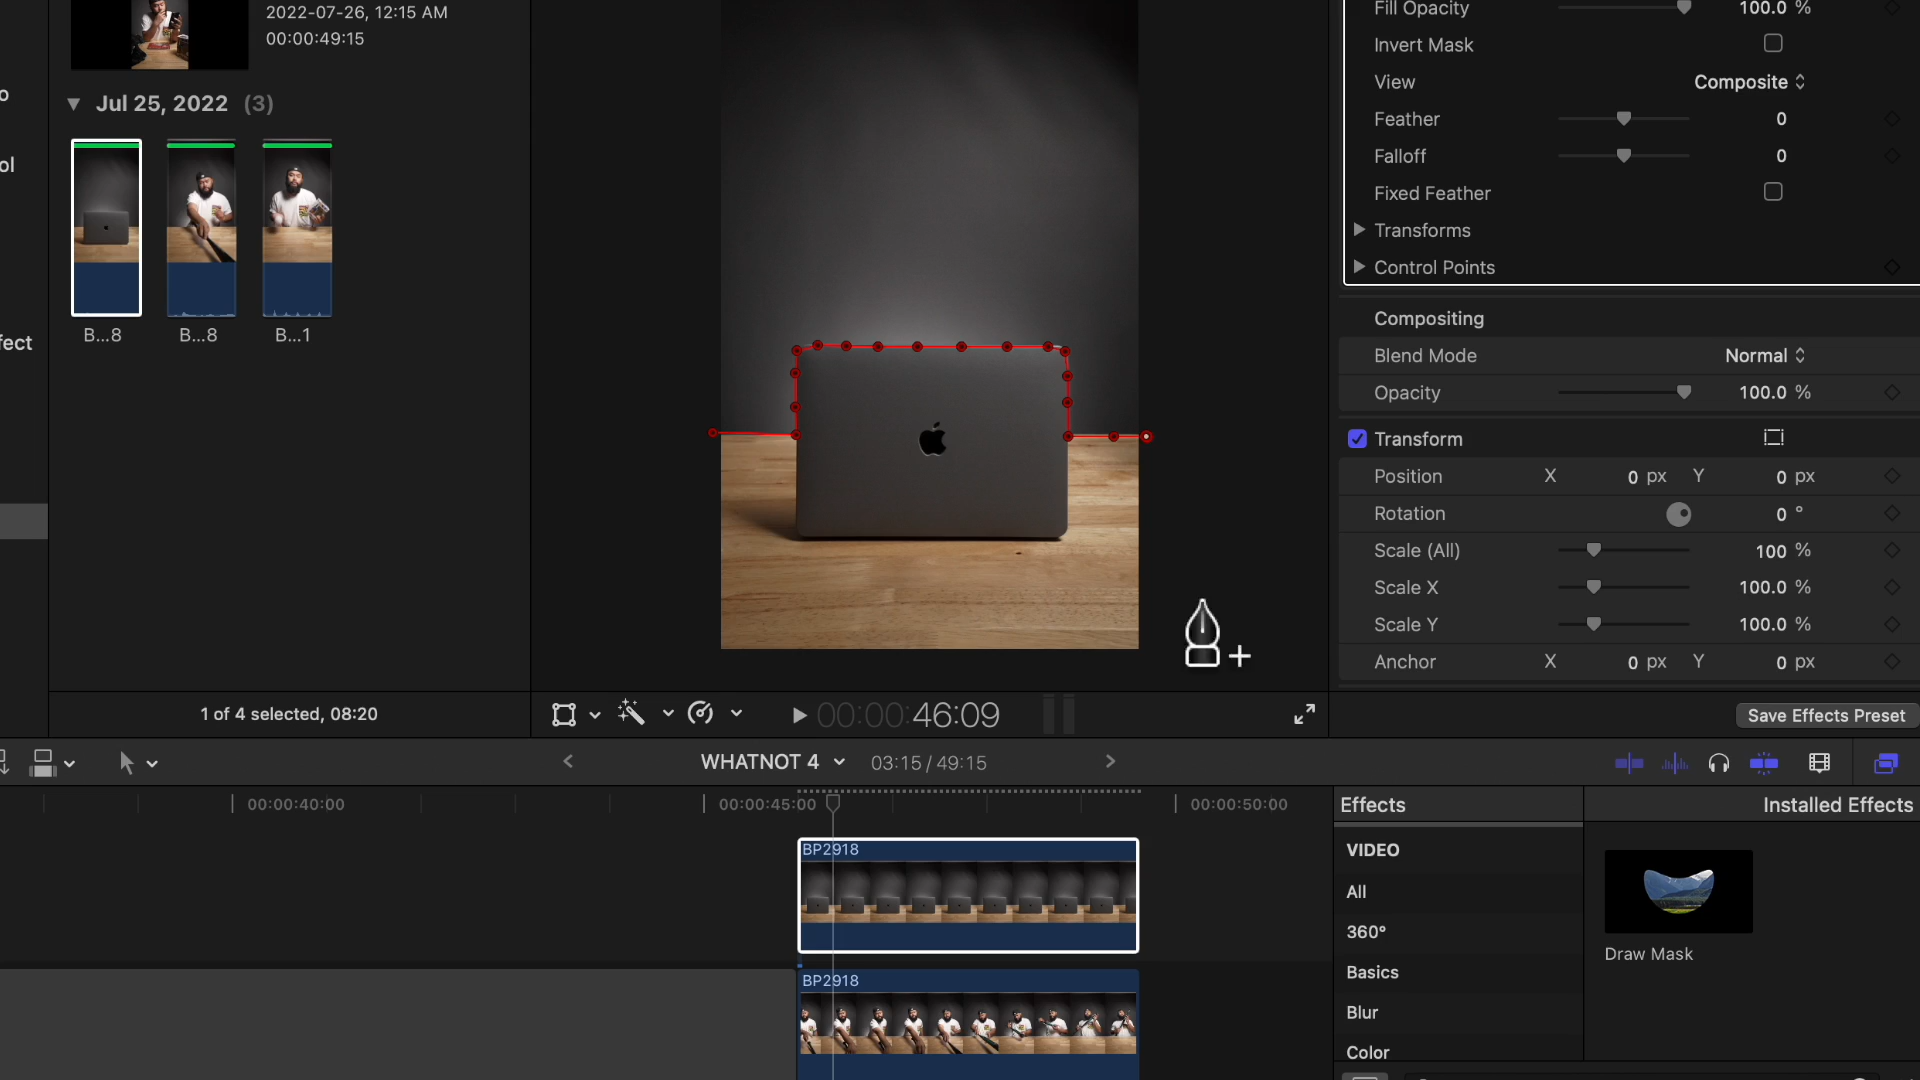 2022-07-26, 12:15 AM
00:00:49:15
Jul 25, 2022 (3)
B...8
B...8
B...1
ol
fect
1 of 4 selected, 08:20
00:00:46:09
Fill Opacity 100.0 %
Invert Mask
View Composite
Feather 0
Falloff 0
Fixed Feather
Transforms
Control Points
Compositing
Blend Mode Normal
Opacity 100.0 %
Transform
Position X 0 px Y 0 px
Rotation 0 °
Scale (All) 100 %
Scale X 100.0 %
Scale Y 100.0 %
Anchor X 0 px Y 0 px
Save Effects Preset
WHATNOT 4 03:15 / 49:15
00:00:40:00
00:00:45:00
00:00:50:00
BP2918
BP2918
Effects
Installed Effects
VIDEO
All
360°
Basics
Blur
Color
Draw Mask